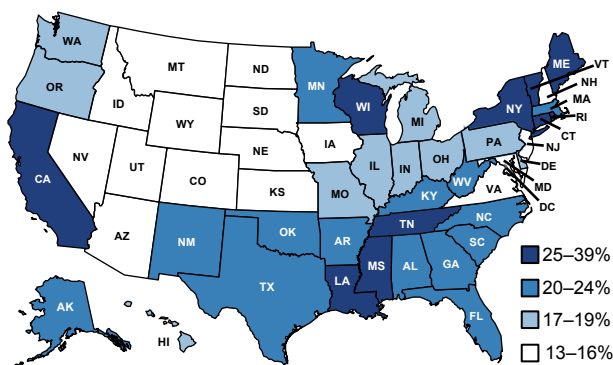 WA
OR
CA
ID
NV
AZ
MT
WY
UT
CO
NM
ND
SD
NE
KS
OK
TX
MN
IA
MO
AR
LA
WI
IL
MI
IN
OH
KY
TN
MS
AL
GA
FL
SC
NC
WV
VA
PA
NY
ME
VT
NH
MA
RI
CT
NJ
DE
MD
DC
AK
HI
25–39%
20–24%
17–19%
13–16%